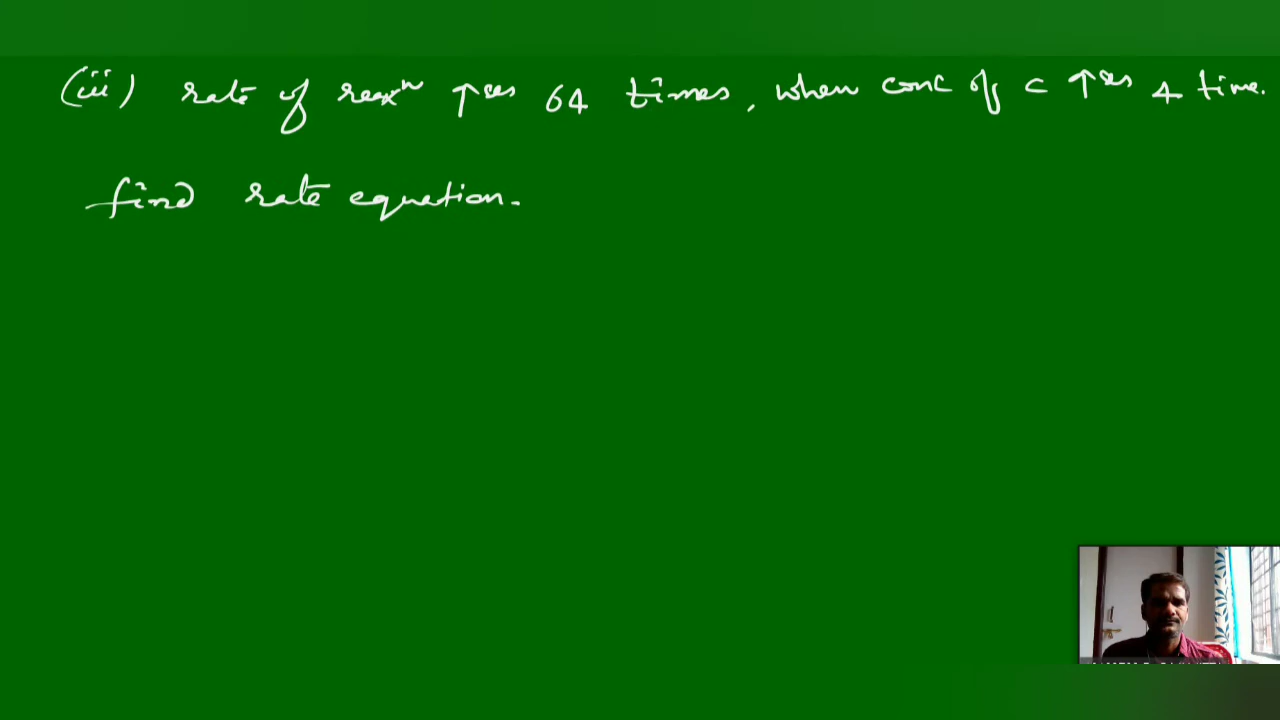 (iii) rate of reaxⁿ ↑ses 64 times, when conc of c ↑ses 4 time.
find rate equation.